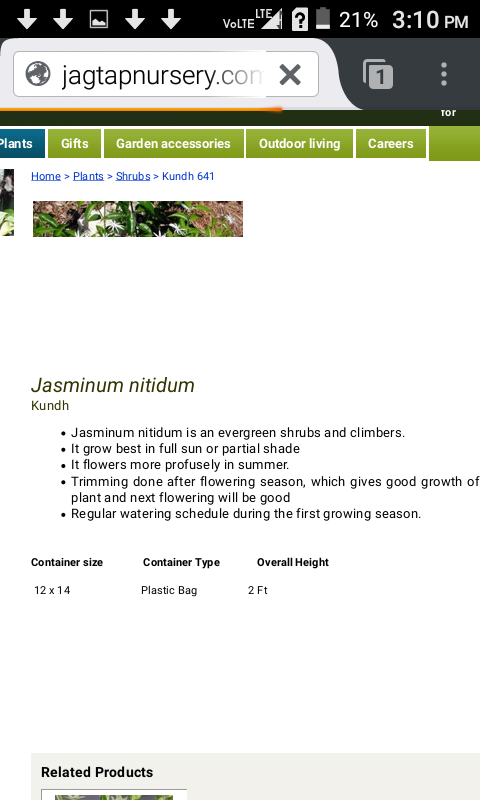 VoLTE LTE 21% 3:10 PM
jagtapnursery.com 1
for
Plants Gifts Garden accessories Outdoor living Careers
Home > Plants > Shrubs > Kundh 641
Jasminum nitidum
Kundh
• Jasminum nitidum is an evergreen shrubs and climbers.
• It grow best in full sun or partial shade
• It flowers more profusely in summer.
• Trimming done after flowering season, which gives good growth of
plant and next flowering will be good
• Regular watering schedule during the first growing season.
Container size Container Type Overall Height
12 x 14 Plastic Bag 2 Ft
Related Products